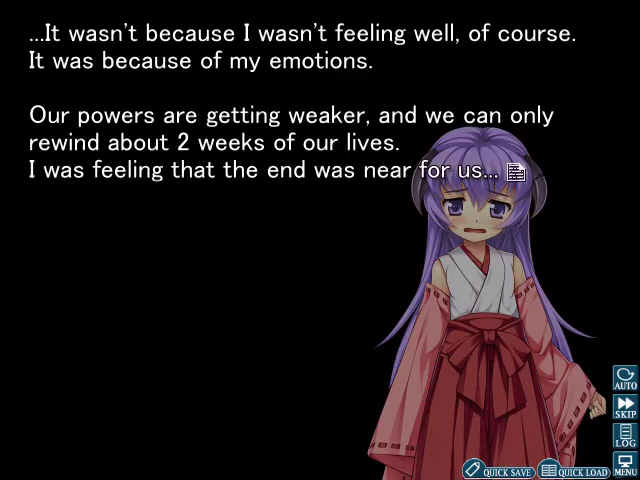 ...It wasn't because I wasn't feeling well, of course.
It was because of my emotions.
Our powers are getting weaker, and we can only
rewind about 2 weeks of our lives.
I was feeling that the end was near for us...
AUTO
SKIP
LOG
MENU
QUICK SAVE
QUICK LOAD